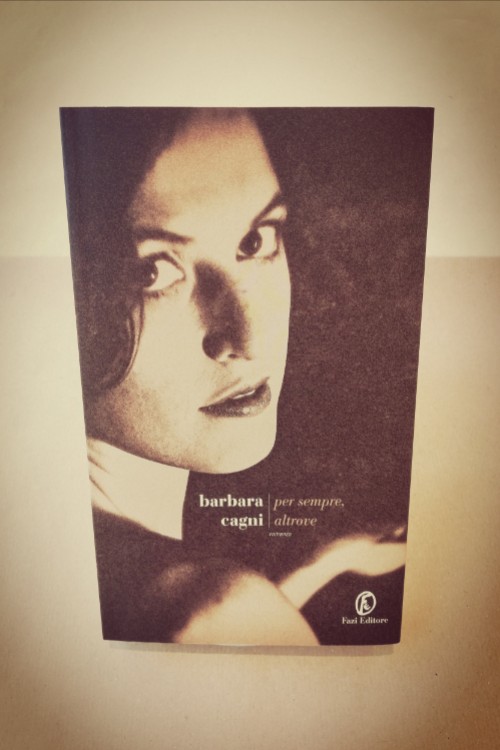 barbara
cagni
per sempre,
altrove
romanzo
Fazi Editore